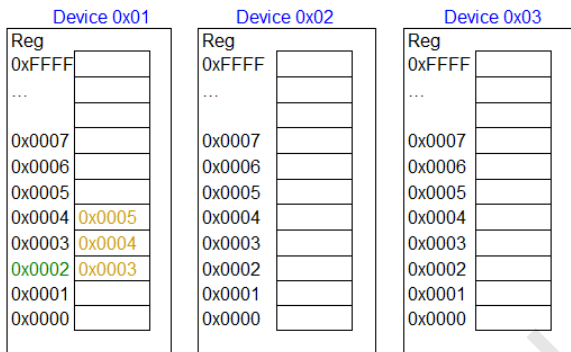 Device 0x01 Device 0x02 Device 0x03
Reg Reg Reg
0xFFFF 0xFFFF 0xFFFF
... ... ...
0x0007 0x0007 0x0007
0x0006 0x0006 0x0006
0x0005 0x0005 0x0005
0x0004 0x0005 0x0004 0x0004
0x0003 0x0004 0x0003 0x0003
0x0002 0x0003 0x0002 0x0002
0x0001 0x0001 0x0001
0x0000 0x0000 0x0000